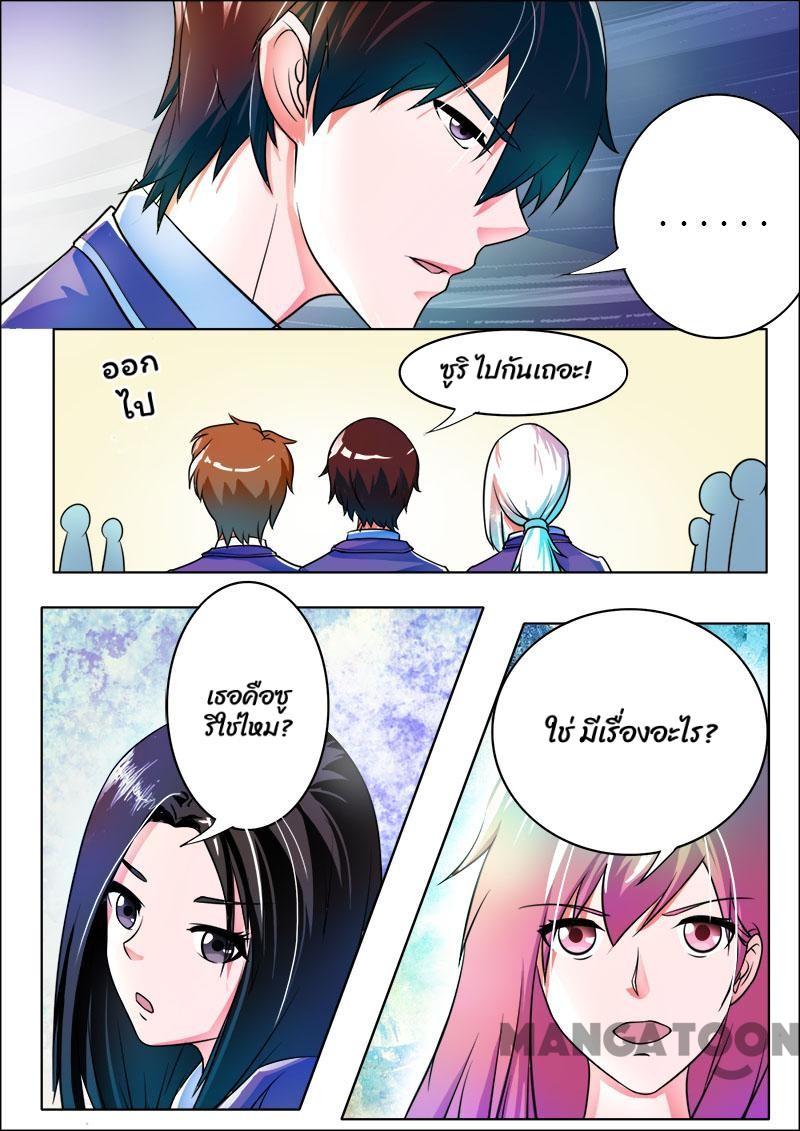 ......
ออก
ไป
ซูริ ไปกันเถอะ!
เธอคือซู
ริใช่ไหม?
ใช่ มีเรื่องอะไร?
MANGATOON